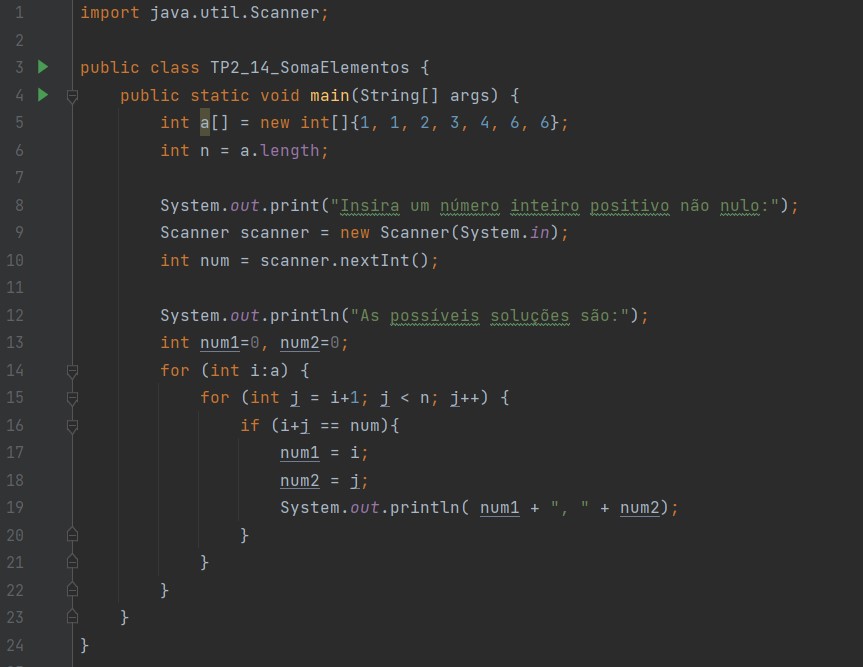 1 import java.util.Scanner;
2
3 public class TP2_14_SomaElementos {
4 public static void main(String[] args) {
5 int a[] = new int[]{1, 1, 2, 3, 4, 6, 6};
6 int n = a.length;
7
8 System.out.print("Insira um número inteiro positivo não nulo:");
9 Scanner scanner = new Scanner(System.in);
10 int num = scanner.nextInt();
11
12 System.out.println("As possíveis soluções são:");
13 int num1=0, num2=0;
14 for (int i:a) {
15 for (int j = i+1; j < n; j++) {
16 if (i+j == num){
17 num1 = i;
18 num2 = j;
19 System.out.println( num1 + ", " + num2);
20 }
21 }
22 }
23 }
24 }